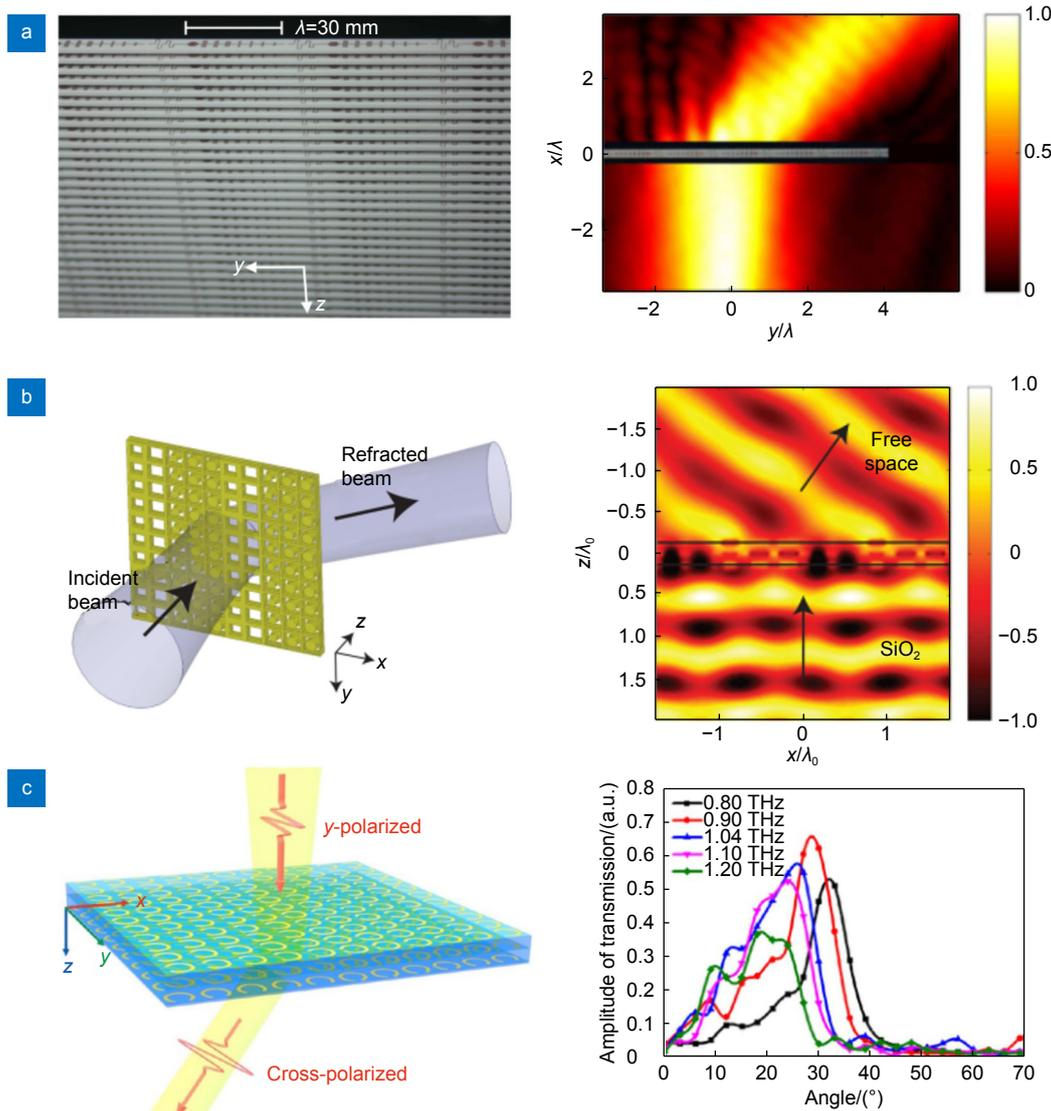 a
λ=30 mm
y
z
1.0
0.5
0
x/λ
2
0
−2
−2
0
2
4
y/λ
b
Incident
beam
Refracted
beam
z
x
y
z/λ0
−1.5
−1.0
−0.5
0
0.5
1.0
1.5
Free
space
SiO2
−1
0
1
x/λ0
1.0
0.5
0
−0.5
−1.0
c
y-polarized
x
y
z
Cross-polarized
Amplitude of transmission/(a.u.)
0.8
0.7
0.6
0.5
0.4
0.3
0.2
0.1
0
0.80 THz
0.90 THz
1.04 THz
1.10 THz
1.20 THz
0
10
20
30
40
50
60
70
Angle/(°)